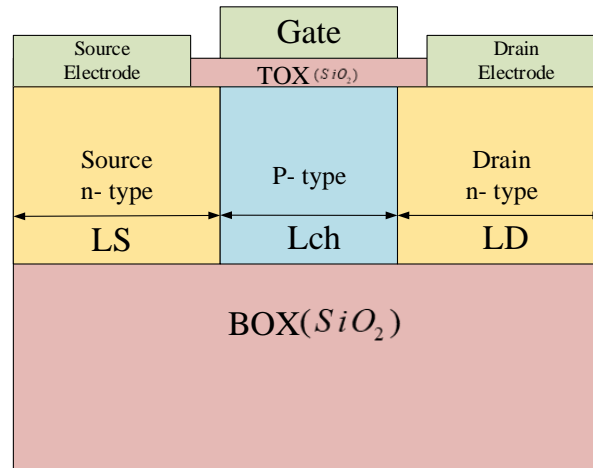 Source
Electrode
Gate
Drain
Electrode
TOX(SiO₂)
Source
n- type
P- type
Drain
n- type
LS
Lch
LD
BOX(SiO₂)